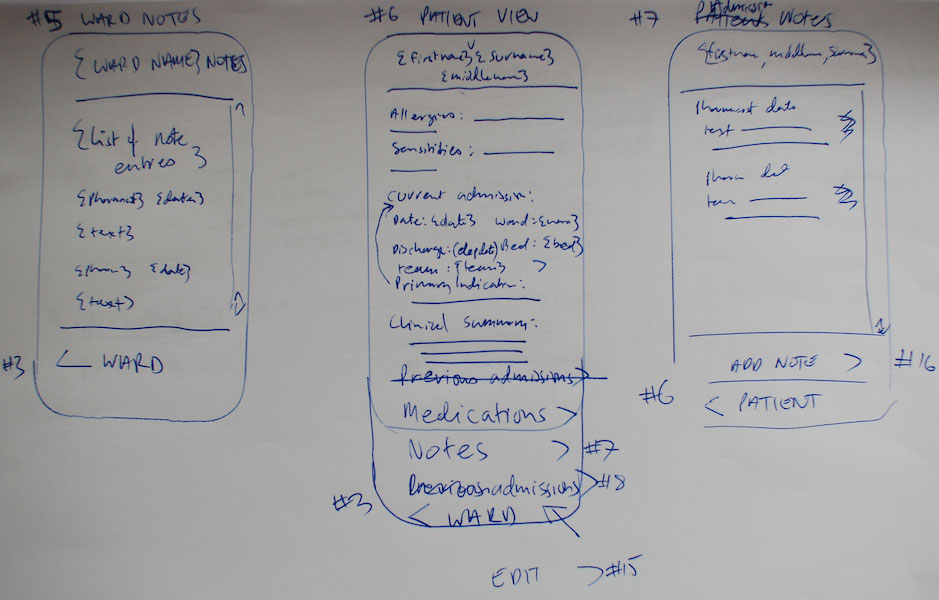 #5 WARD NOTES
{WARD NAME} NOTES
{List of note
entries}
{Pharmacist} {date}
{text}
{Pharm} {date}
{text}
#3 < WARD
#6 PATIENT VIEW
{firstname} {surname}
{middlename}
Allergies:
Sensitivities:
Current admission:
Date: {date} Ward: {ward}
Discharge: (depdat) Bed: {bed}
team: {team} >
Primary Indication:
Clinical Summary:
Previous admissions >
Medications >
Notes > #7
Previous admissions > #8
#3 < WARD
EDIT > #15
#7 Patients Notes
Admission
{firstname, middlenam, surname}
Pharmacist date
text
Pharm dat
#6
ADD NOTE > #16
< PATIENT